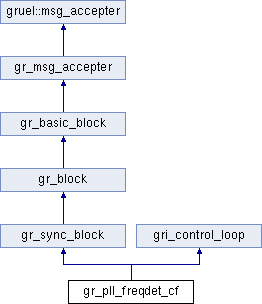 gruel::msg_accepter
gr_msg_accepter
gr_basic_block
gr_block
gr_sync_block
gri_control_loop
gr_pll_freqdet_cf